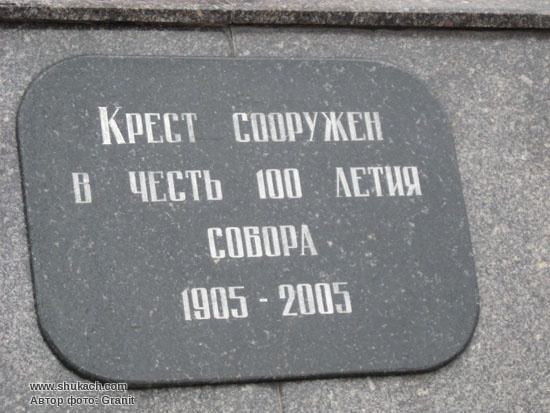 Крест сооружен
в честь 100 летия
собора
1905 - 2005
www.shukach.com
Автор фото: Granit